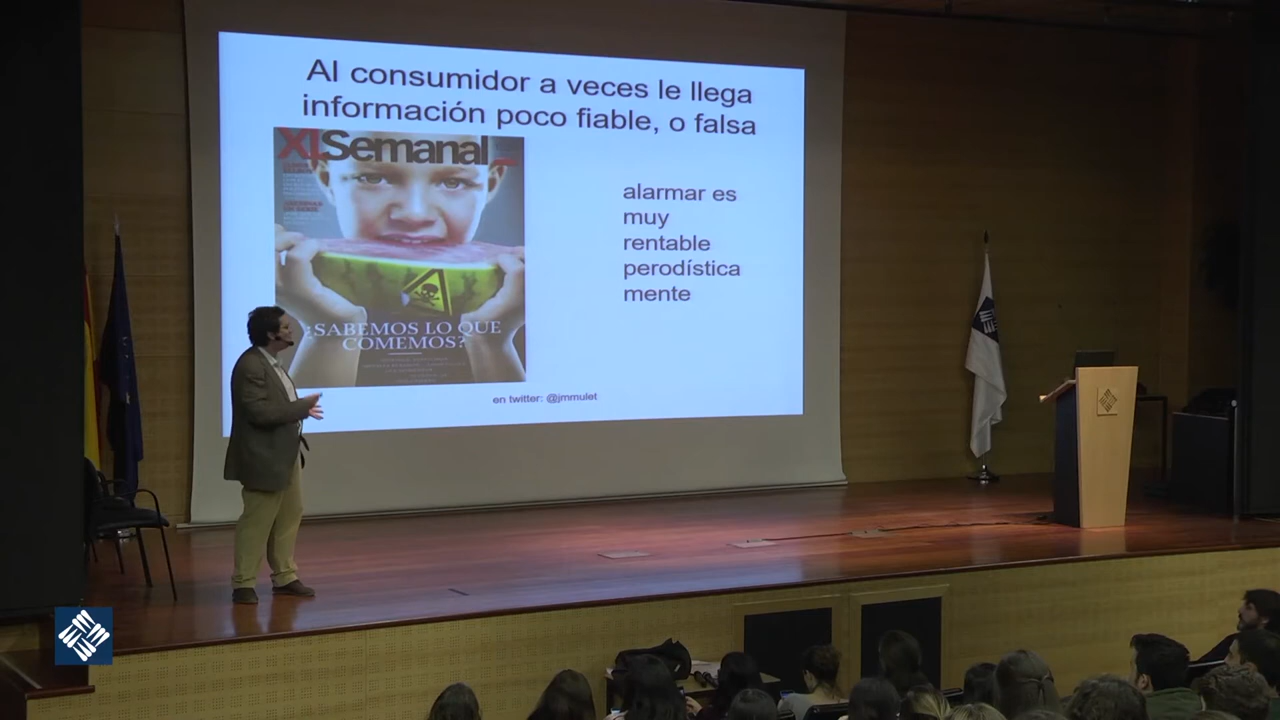 Al consumidor a veces le llega
información poco fiable, o falsa
XLSemanal
¿SABEMOS LO QUE
COMEMOS?
alarmar es
muy
rentable
perodística
mente
en twitter: @jmmulet